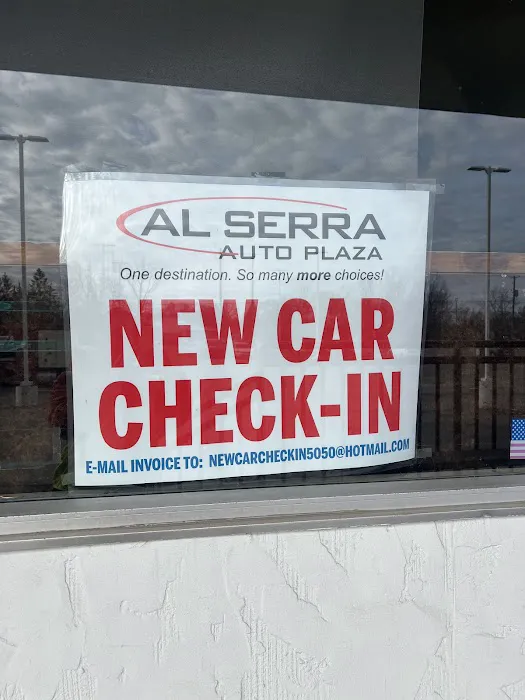 AL SERRA
AUTO PLAZA
One destination. So many more choices!
NEW CAR
CHECK-IN
E-MAIL INVOICE TO: NEWCARCHECKIN5050@HOTMAIL.COM